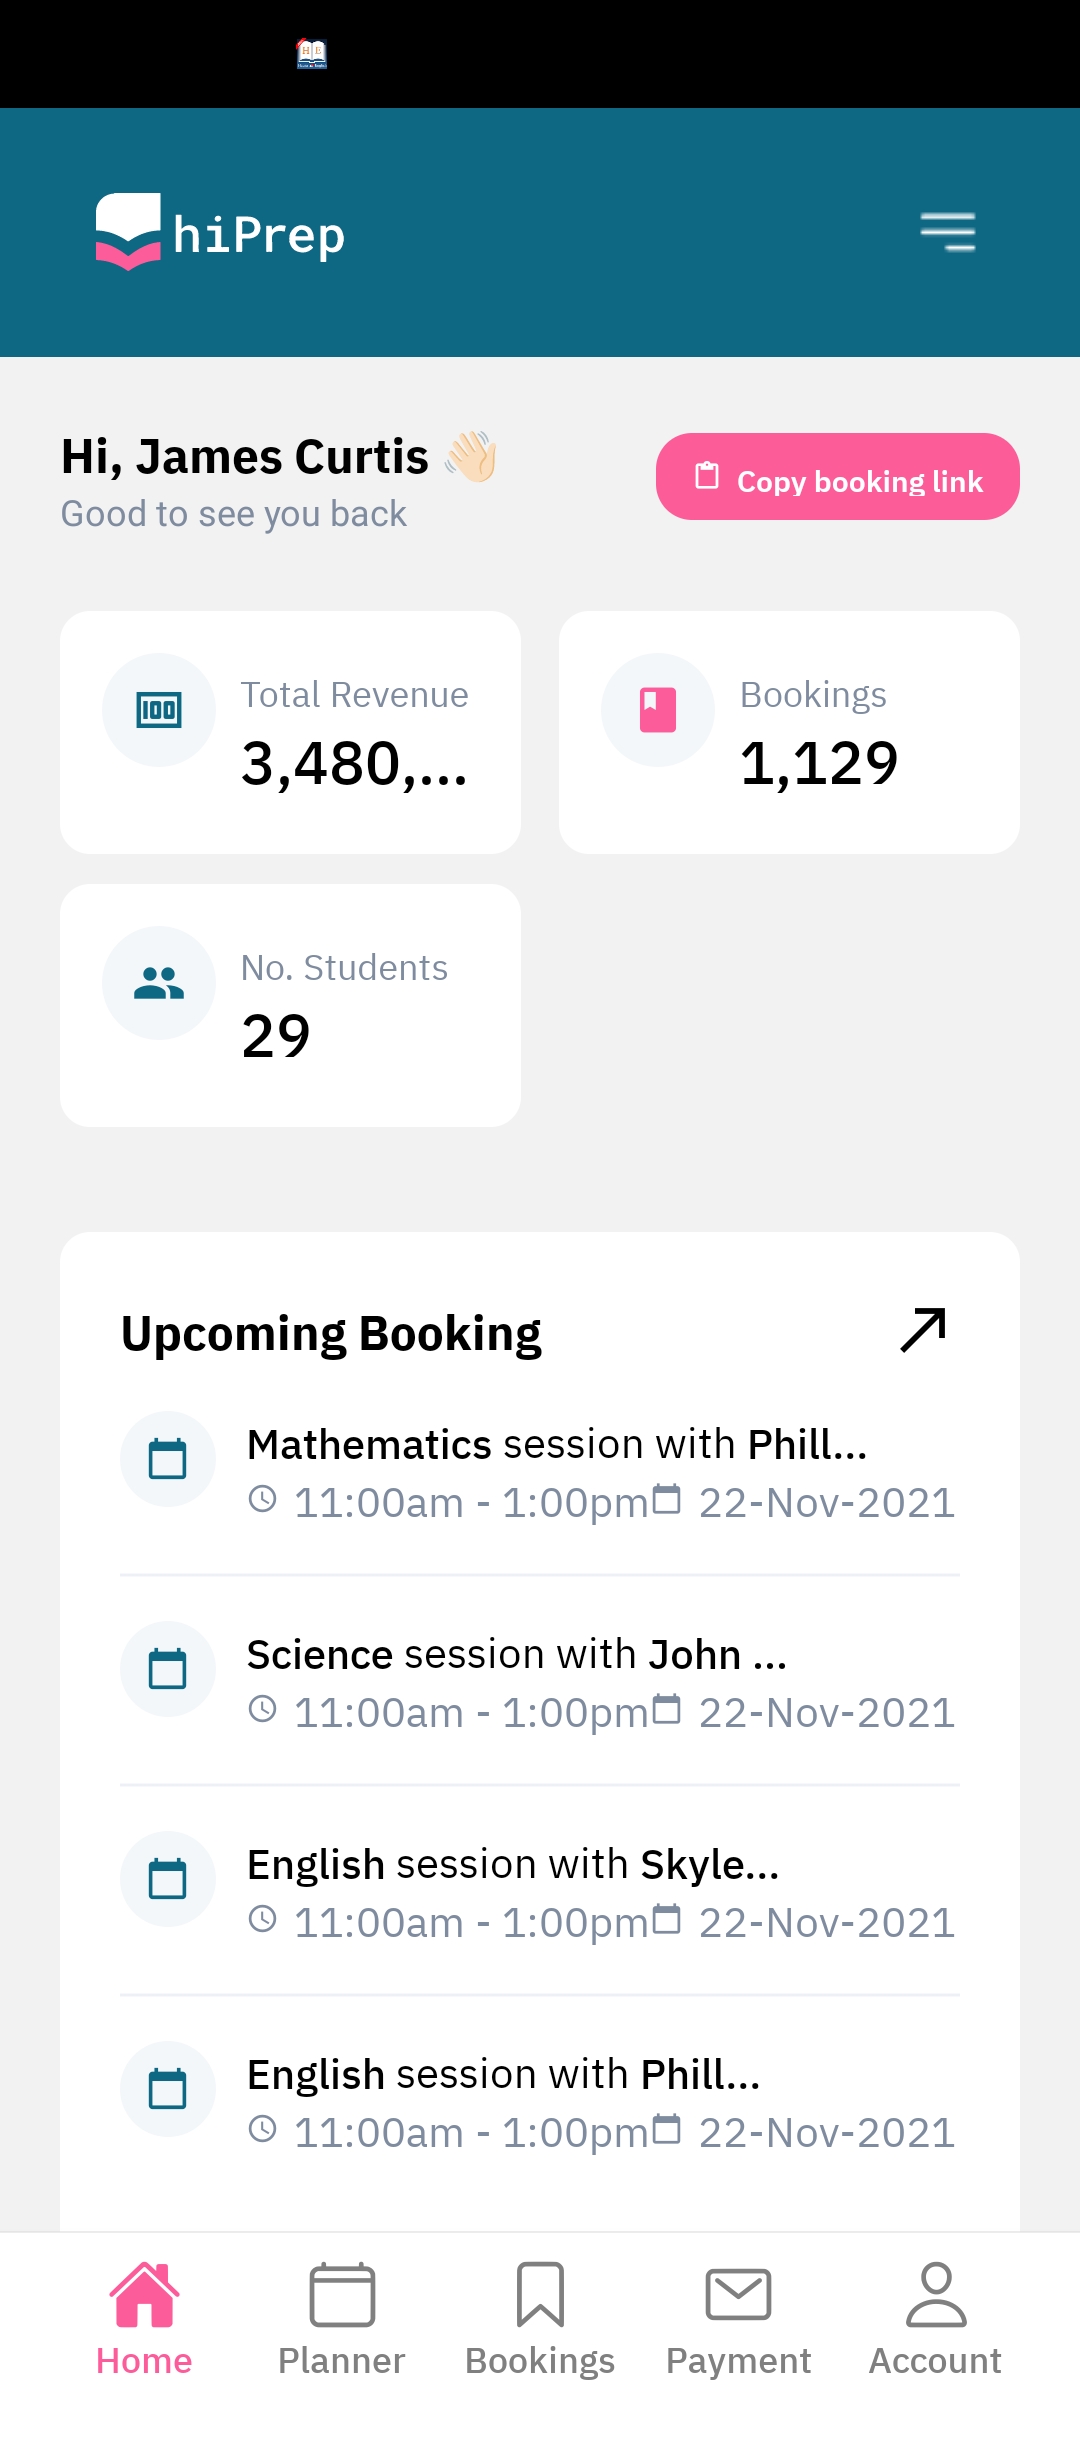 hiPrep
Hi, James Curtis 👋🏻
Good to see you back
Copy booking link
Total Revenue
3,480,...
Bookings
1,129
No. Students
29
Upcoming Booking
Mathematics session with Phill...
11:00am - 1:00pm 22-Nov-2021
Science session with John ...
11:00am - 1:00pm 22-Nov-2021
English session with Skyle...
11:00am - 1:00pm 22-Nov-2021
English session with Phill...
11:00am - 1:00pm 22-Nov-2021
Home Planner Bookings Payment Account